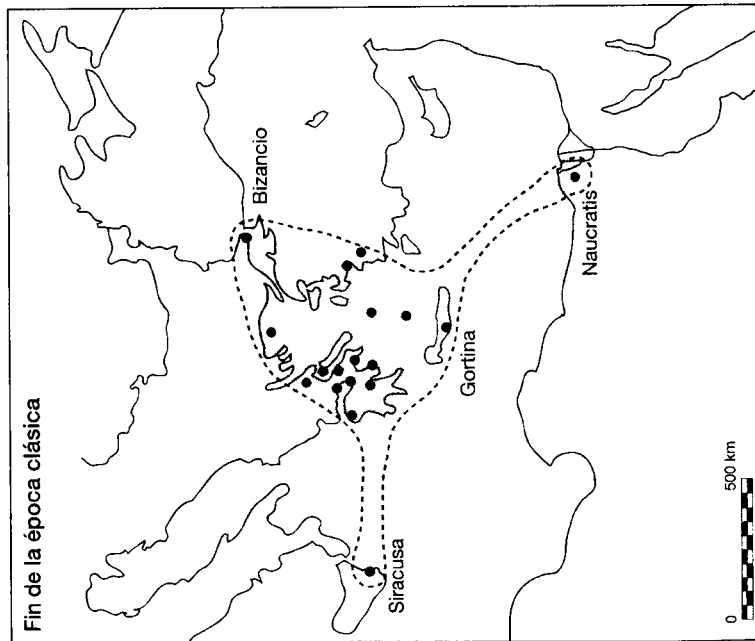 Fin de la época clásica
Bizancio
Siracusa
Gortina
Naucratis
0
500 km